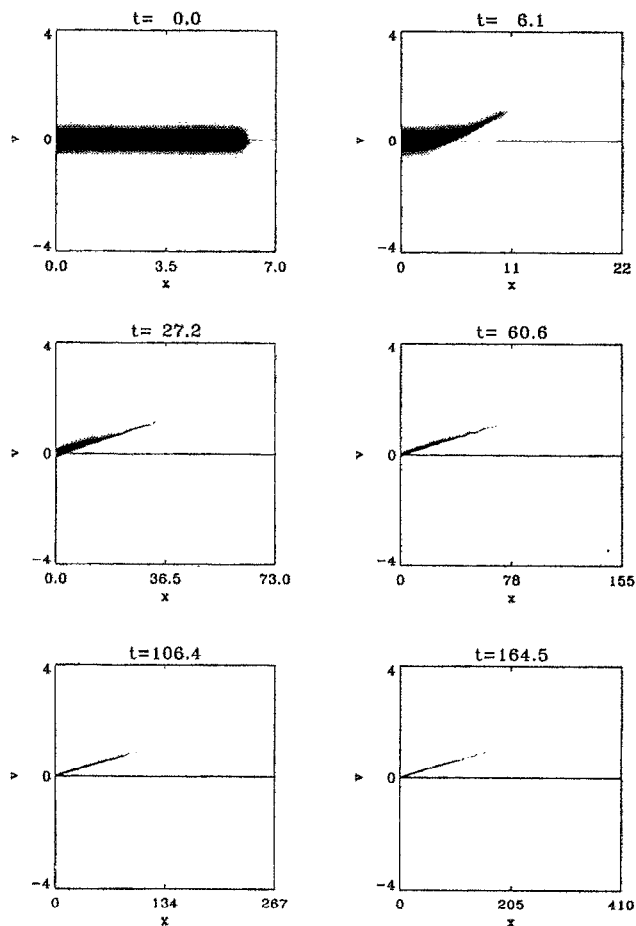 t= 0.0
4
v 0
-4
0.0 3.5 7.0
x
t= 6.1
4
v 0
-4
0 11 22
x
t= 27.2
4
v 0
-4
0.0 36.5 73.0
x
t= 60.6
4
v 0
-4
0 78 155
x
t=106.4
4
v 0
-4
0 134 267
x
t=164.5
4
v 0
-4
0 205 410
x